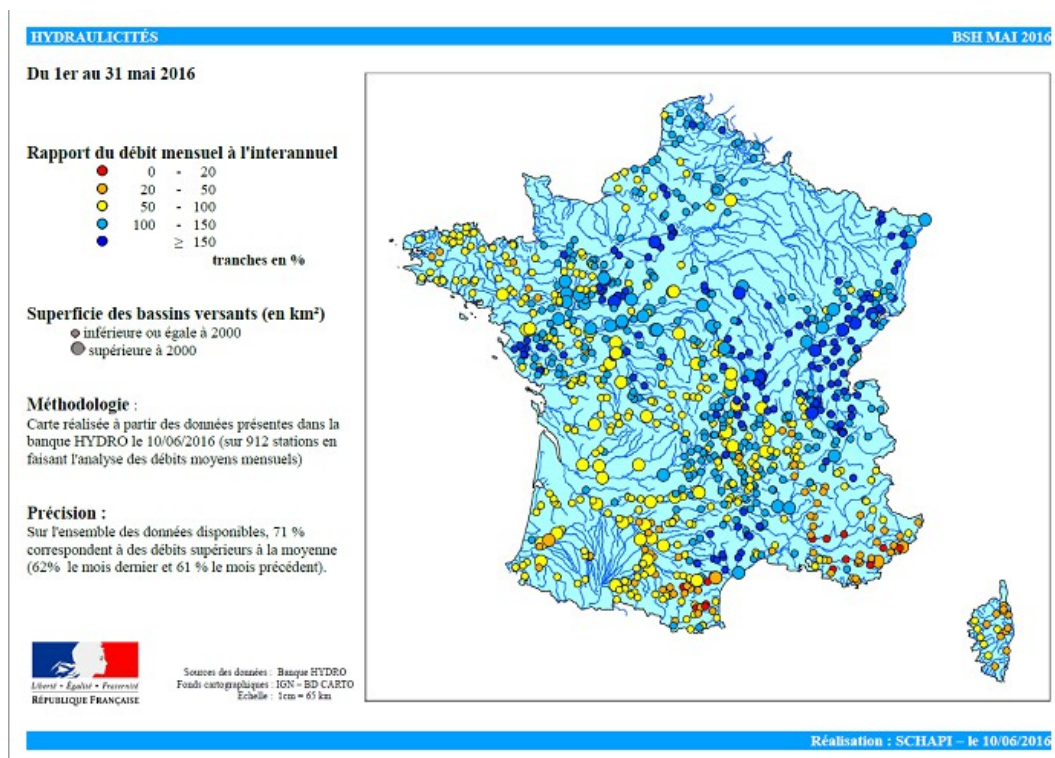 HYDRAULICITÉS
BSH MAI 2016
Du 1er au 31 mai 2016
Rapport du débit mensuel à l'interannuel
0 - 20
20 - 50
50 - 100
100 - 150
≥ 150
tranches en %
Superficie des bassins versants (en km²)
inférieure ou égale à 2000
supérieure à 2000
Méthodologie :
Carte réalisée à partir des données présentes dans la
banque HYDRO le 10/06/2016 (sur 912 stations en
faisant l'analyse des débits moyens mensuels)
Précision :
Sur l'ensemble des données disponibles, 71 %
correspondent à des débits supérieurs à la moyenne
(62% le mois dernier et 61 % le mois précédent).
Liberté • Égalité • Fraternité
RÉPUBLIQUE FRANÇAISE
Sources des données : Banque HYDRO
Fonds cartographiques : IGN – BD CARTO
Echelle : 1cm = 65 km
Réalisation : SCHAPI – le 10/06/2016